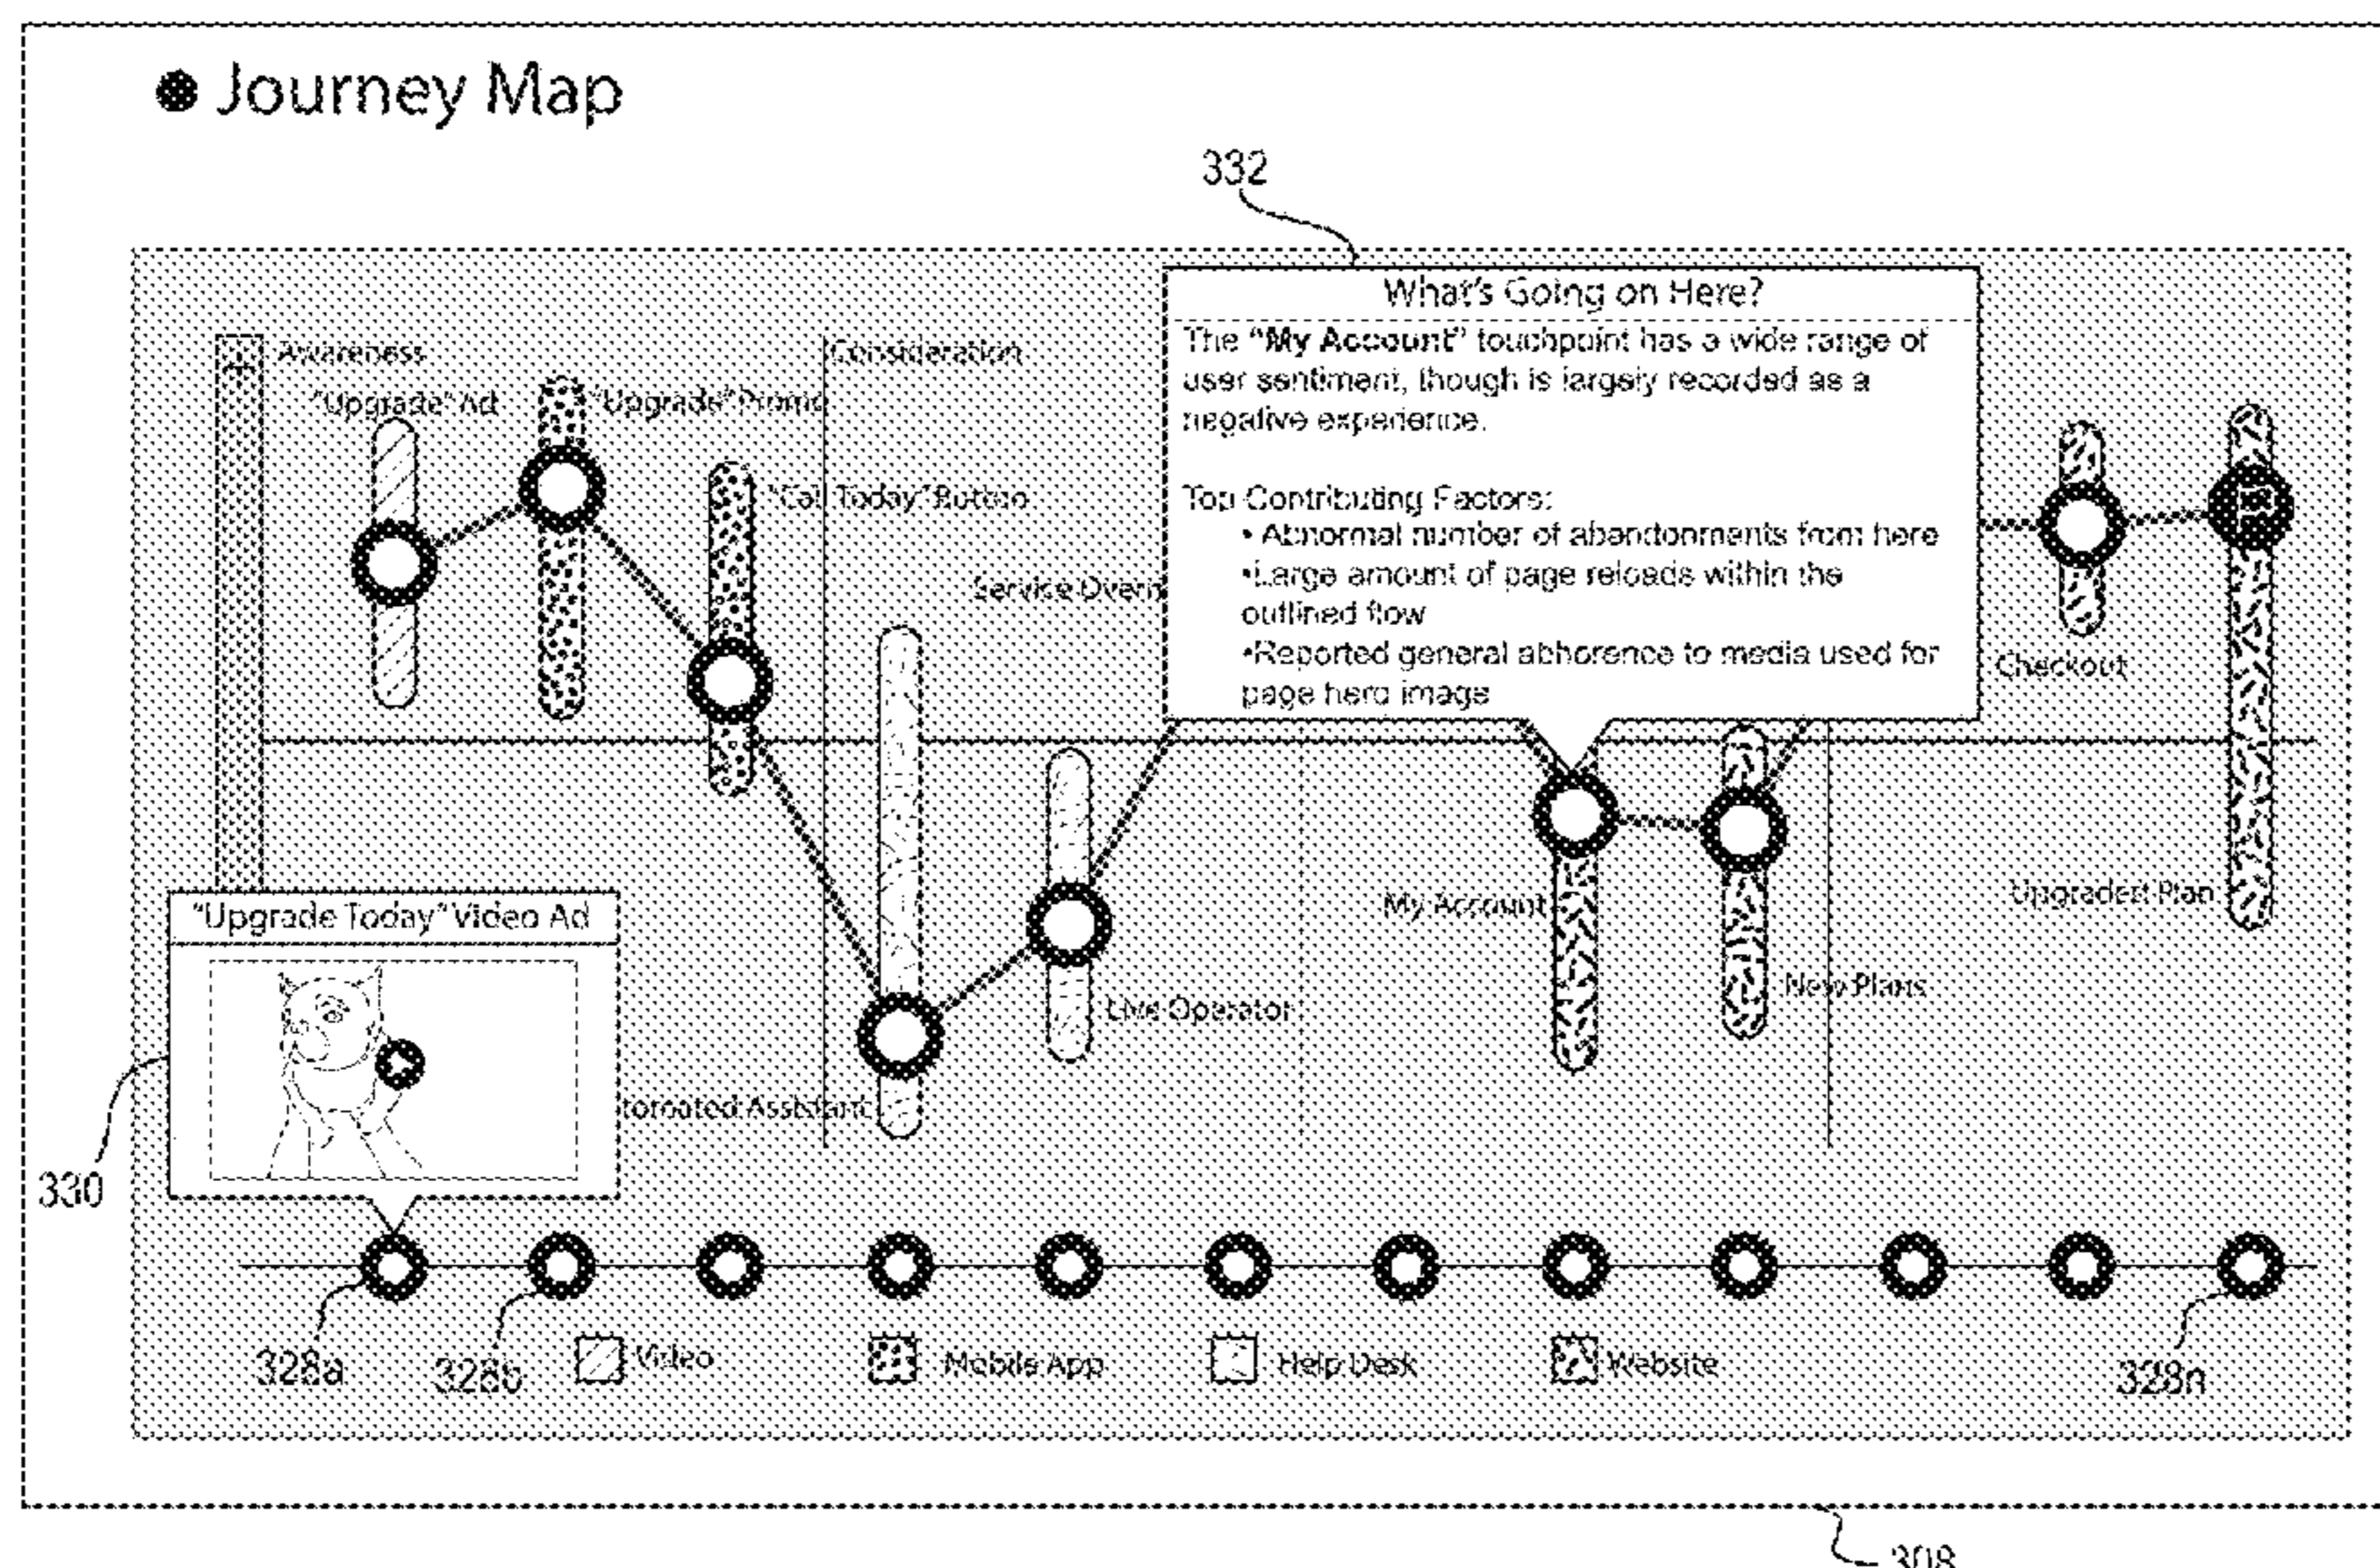 Journey Map
332
What's Going on Here?
The "My Account" touchpoint has a wide range of
user sentiment, though is largely recorded as a
negative experience.
Top Contributing Factors:
• Abnormal number of abandonments from here
•Large amount of page reloads within the
outlined flow
•Reported general abhorence to media used for
page hero image
Awareness
Consideration
"Upgrade" Ad
"Upgrade" Promo
"Call Today" Button
Service Overv
Checkout
My Account
Upgraded Plan
New Plans
Live Operator
"Upgrade Today" Video Ad
tomated Assistant
330
328a
328b
328n
Video
Mobile App
Help Desk
Website
308